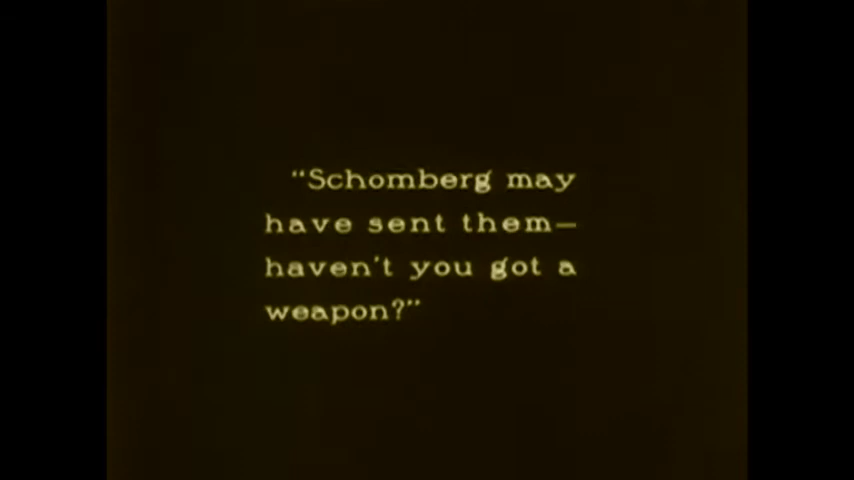 “Schomberg may
have sent them—
haven't you got a
weapon?”